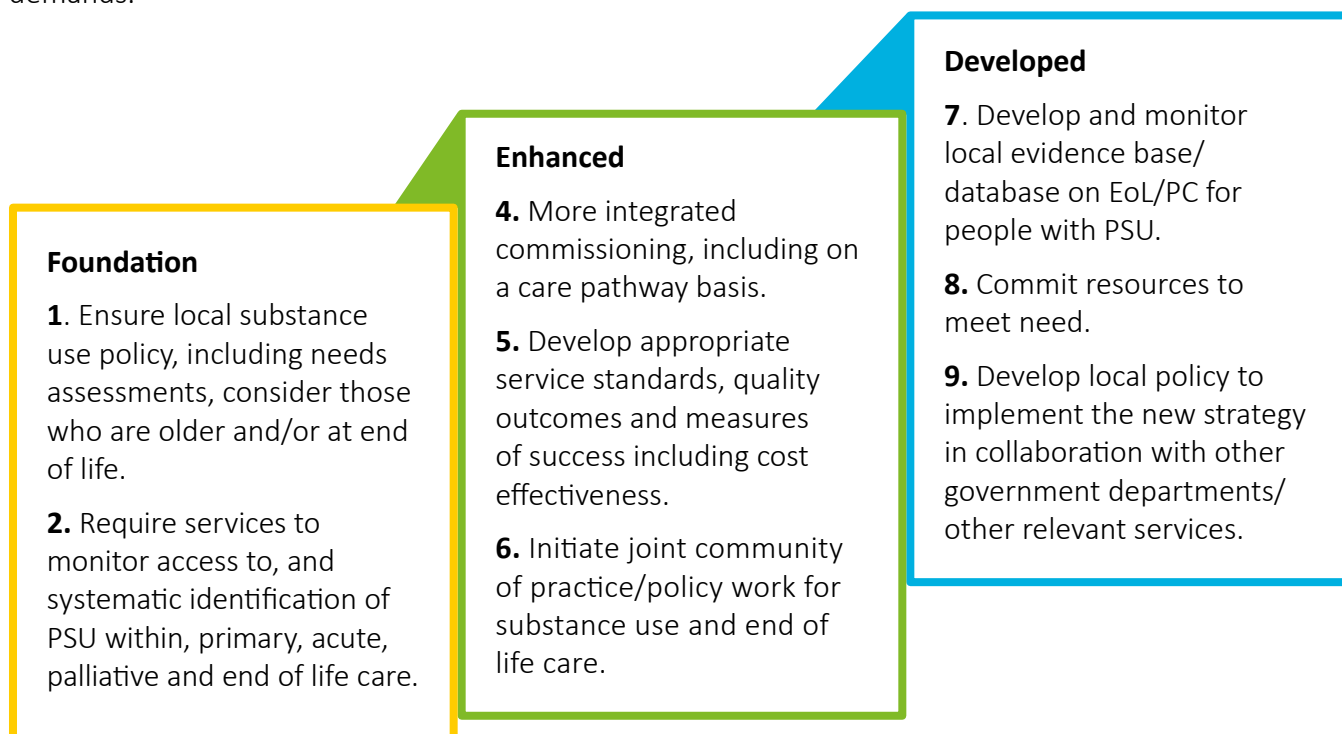 demands.
Foundation
1. Ensure local substance
use policy, including needs
assessments, consider those
who are older and/or at end
of life.
2. Require services to
monitor access to, and
systematic identification of
PSU within, primary, acute,
palliative and end of life care.
Enhanced
4. More integrated
commissioning, including on
a care pathway basis.
5. Develop appropriate
service standards, quality
outcomes and measures
of success including cost
effectiveness.
6. Initiate joint community
of practice/policy work for
substance use and end of
life care.
Developed
7. Develop and monitor
local evidence base/
database on EoL/PC for
people with PSU.
8. Commit resources to
meet need.
9. Develop local policy to
implement the new strategy
in collaboration with other
government departments/
other relevant services.